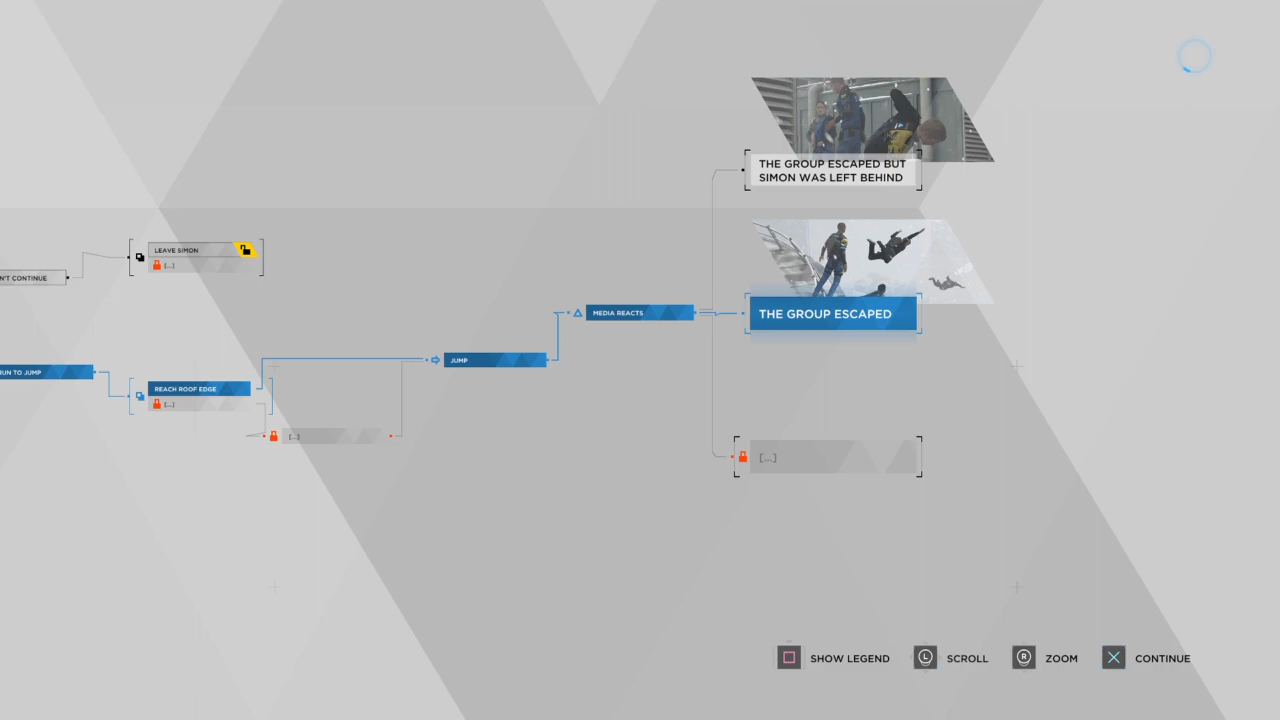 THE GROUP ESCAPED BUT
SIMON WAS LEFT BEHIND
LEAVE SIMON
[...]
N'T CONTINUE
THE GROUP ESCAPED
MEDIA REACTS
JUMP
RUN TO JUMP
REACH ROOF EDGE
[...]
[...]
[...]
SHOW LEGEND
L
SCROLL
R
ZOOM
CONTINUE